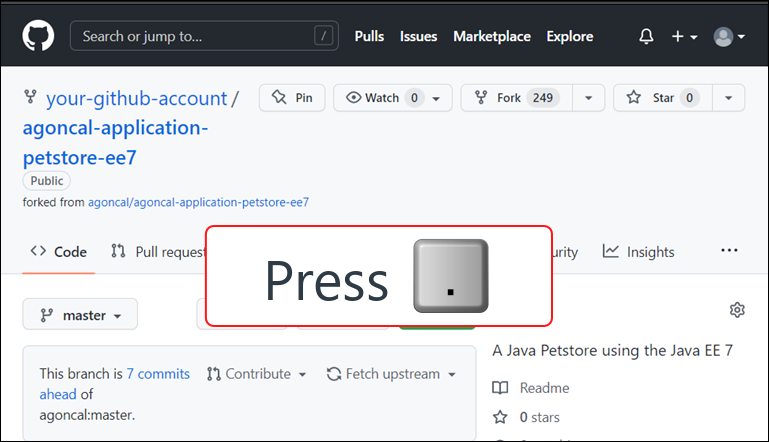 Search or jump to... / Pulls Issues Marketplace Explore
your-github-account / Pin Watch 0 Fork 249 Star 0
agoncal-application-
petstore-ee7
Public
forked from agoncal/agoncal-application-petstore-ee7
Code Pull request Insights ...
Press .
master
A Java Petstore using the Java EE 7
This branch is 7 commits Contribute Fetch upstream
ahead of
agoncal:master.
Readme
0 stars